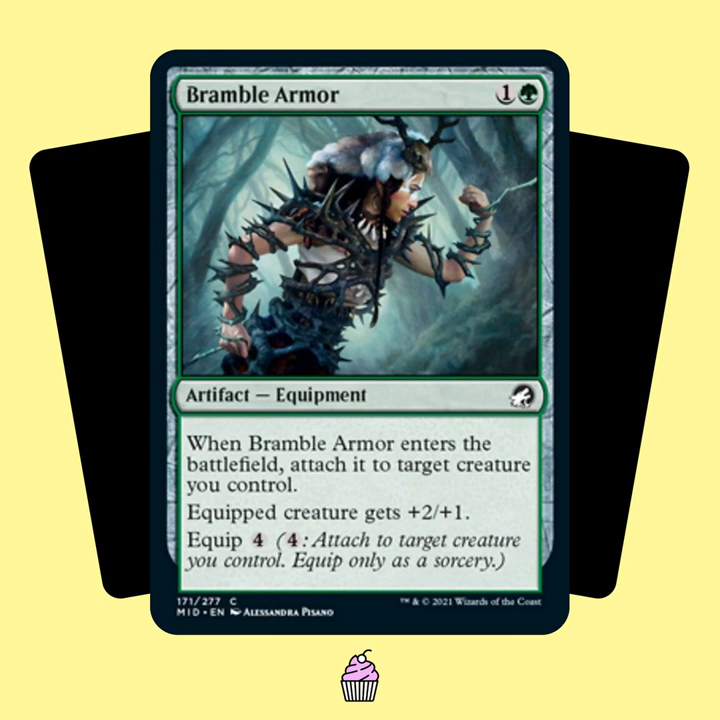 Bramble Armor 1
Artifact — Equipment
When Bramble Armor enters the
battlefield, attach it to target creature
you control.
Equipped creature gets +2/+1.
Equip 4 (4: Attach to target creature
you control. Equip only as a sorcery.)
171/277 C
MID • EN Alessandra Pisano
™ & © 2021 Wizards of the Coast